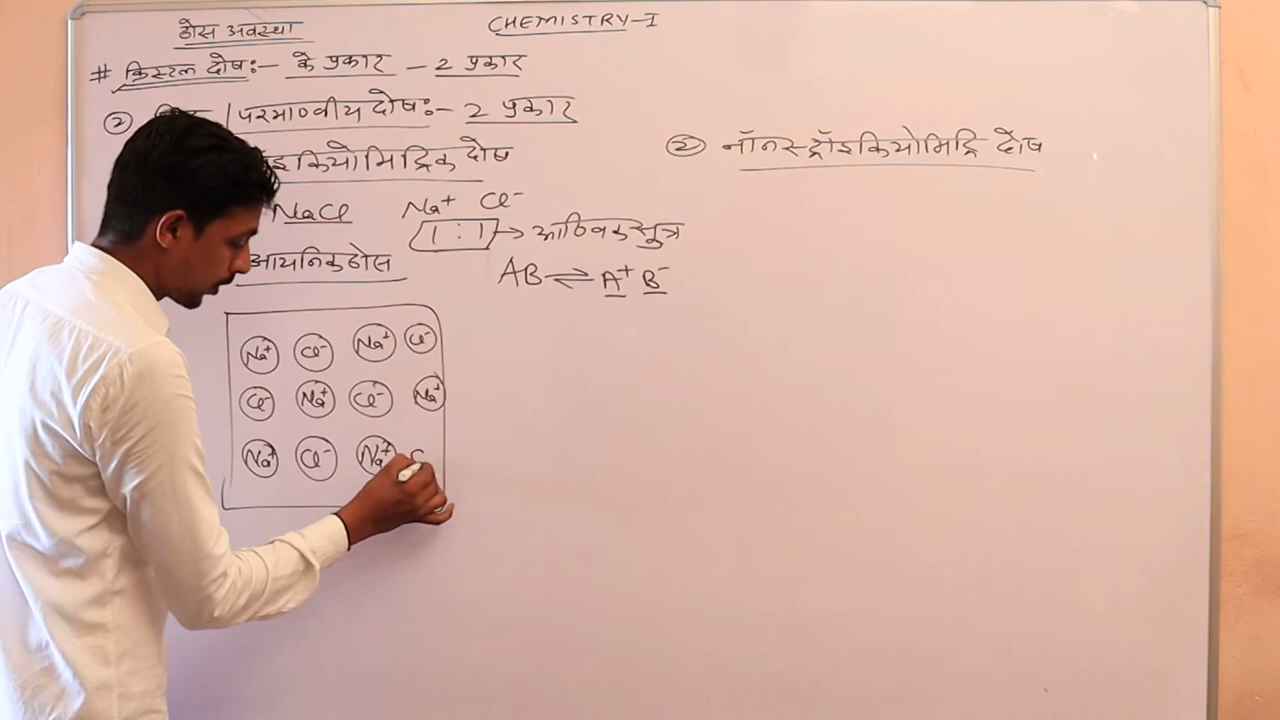 ठोस अवस्था
CHEMISTRY-I
# क्रिस्टल दोष :- के प्रकार - 2 प्रकार
② / परमाण्वीय दोष :- 2 प्रकार
② नॉनस्ट्रॉइकियोमिट्रि दोष
इकियोमिट्रिक दोष
NaCl Na⁺ Cl⁻
1 : 1 → आण्विक सुत्र
आयनिक ठोस
AB ⇌ A⁺ B⁻
Na⁺ Cl⁻ Na⁺ Cl⁻
Cl⁻ Na⁺ Cl⁻ Na⁺
Na⁺ Cl⁻ Na⁺ C